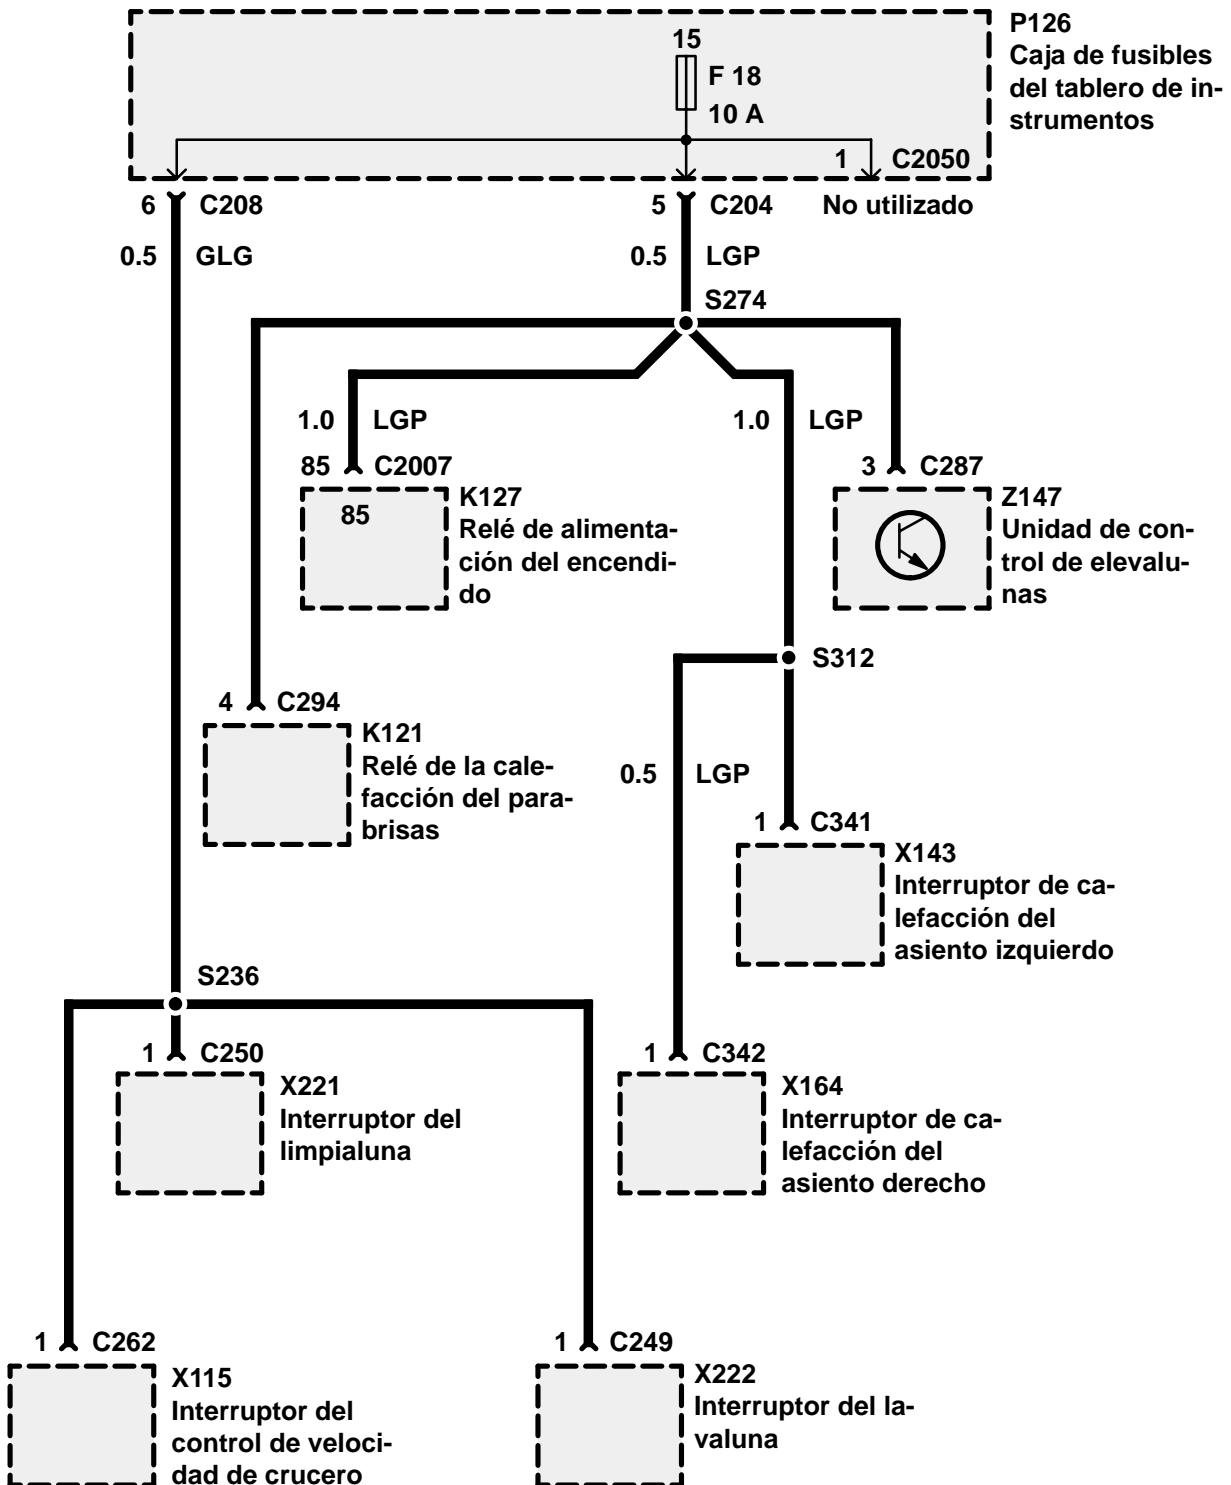 P126
Caja de fusibles
del tablero de in-
strumentos
15
F 18
10 A
1 C2050
6 C208
5 C204
No utilizado
0.5 GLG
0.5 LGP
S274
1.0 LGP
1.0 LGP
85 C2007
3 C287
85
K127
Relé de alimenta-
ción del encendi-
do
Z147
Unidad de con-
trol de elevalu-
nas
S312
4 C294
K121
Relé de la cale-
facción del para-
brisas
0.5 LGP
1 C341
X143
Interruptor de ca-
lefacción del
asiento izquierdo
S236
1 C250
X221
Interruptor del
limpialuna
1 C342
X164
Interruptor de ca-
lefacción del
asiento derecho
1 C262
X115
Interruptor del
control de veloci-
dad de crucero
1 C249
X222
Interruptor del la-
valuna